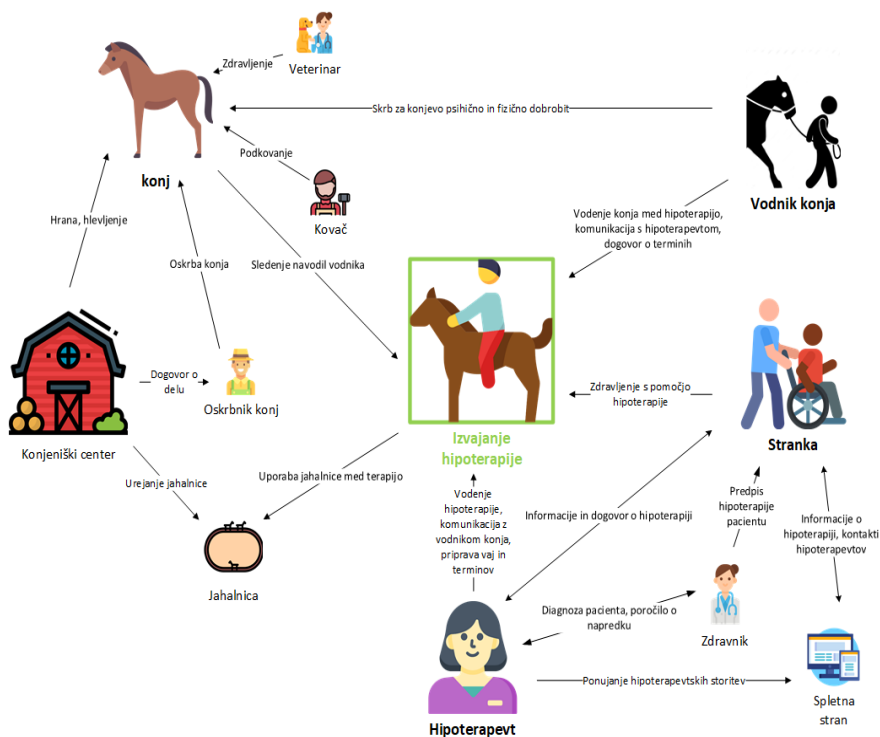 Zdravljenje
Veterinar
Skrb za konjevo psihično in fizično dobrobit
Podkovanje
konj
Kovač
Vodnik konja
Hrana, hlevljenje
Vodenje konja med hipoterapijo,
komunikacija s hipoterapevtom,
dogovor o terminih
Oskrba konja
Sledenje navodil vodnika
Dogovor o
delu
Oskrbnik konj
Zdravljenje s pomočjo
hipoterapije
Konjeniški center
Izvajanje
hipoterapije
Stranka
Urejanje jahalnice
Uporaba jahalnice med terapijo
Vodenje
hipoterapije,
komunikacija z
vodnikom konja,
priprava vaj in
terminov
Informacije in dogovor o hipoterapiji
Predpis
hipoterapije
pacientu
Informacije o
hipoterapiji, kontakti
hipoterapevtov
Jahalnica
Diagnoza pacienta, poročilo o
napredku
Zdravnik
Ponujanje hipoterapevtskih storitev
Spletna
stran
Hipoterapevt